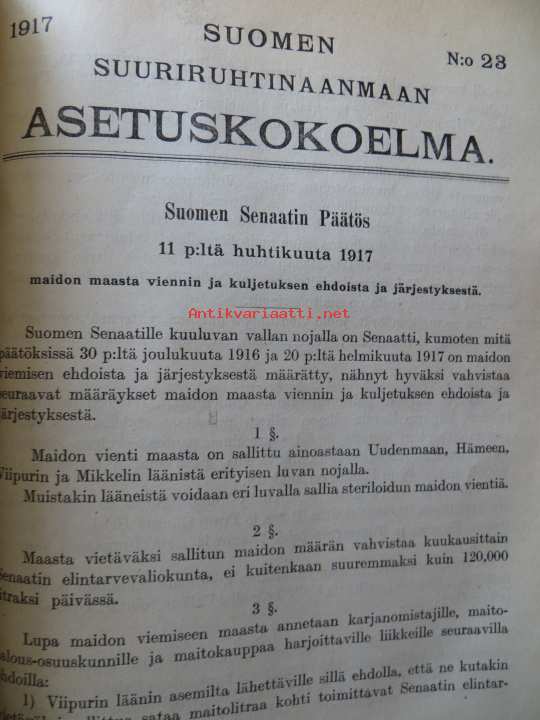 1917
SUOMEN
N:o 23
SUURIRUHTINAANMAAN
ASETUSKOKOELMA.
Suomen Senaatin Päätös
11 p:ltä huhtikuuta 1917
maidon maasta viennin ja kuljetuksen ehdoista ja järjestyksestä.
Antikvariaatti.net
Suomen Senaatille kuuluvan vallan nojalla on Senaatti, kumoten mitä
päätöksissä 30 p:ltä joulukuuta 1916 ja 20 p:ltä helmikuuta 1917 on maidon
viemisen ehdoista ja järjestyksestä määrätty, nähnyt hyväksi vahvistaa
seuraavat määräykset maidon maasta viennin ja kuljetuksen ehdoista ja
järjestyksestä.
1 §.
Maidon vienti maasta on sallittu ainoastaan Uudenmaan, Hämeen,
Viipurin ja Mikkelin läänistä erityisen luvan nojalla.
Muistakin lääneistä voidaan eri luvalla sallia steriloidun maidon vientiä.
2 §.
Maasta vietäväksi sallitun maidon määrän vahvistaa kuukausittain
Senaatin elintarvevaliokunta, ei kuitenkaan suuremmaksi kuin 120,000
litraksi päivässä.
3 §.
Lupa maidon viemiseen maasta annetaan karjanomistajille, maito-
talous-osuuskunnille ja maitokauppaa harjoittaville liikkeille seuraavilla
ehdoilla:
1) Viipurin läänin asemilta lähettäville sillä ehdolla, että ne kutakin
sataa maitolitraa kohti toimittavat Senaatin elintar-